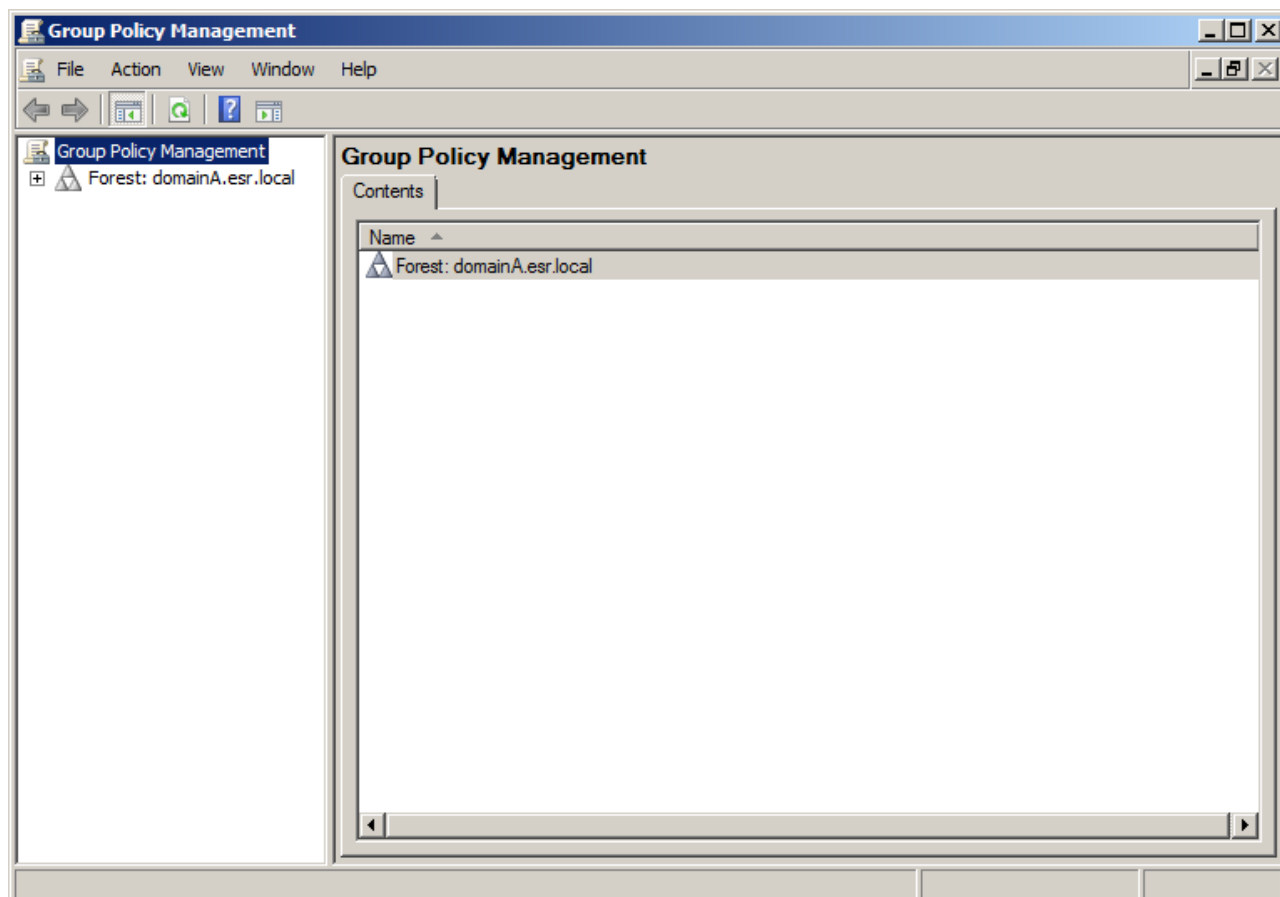 Group Policy Management
File Action View Window Help
Group Policy Management
Forest: domainA.esr.local
Group Policy Management
Contents
Name
Forest: domainA.esr.local